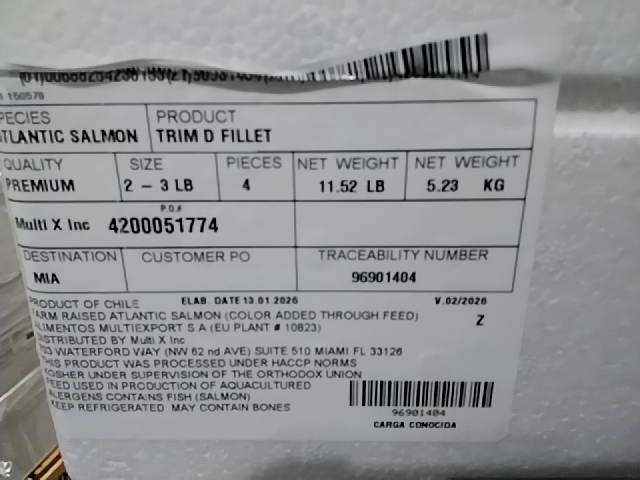 150579
PECIES
ATLANTIC SALMON
PRODUCT
TRIM D FILLET
QUALITY
PREMIUM
SIZE
2 - 3 LB
PIECES
4
NET WEIGHT
11.52 LB
NET WEIGHT
5.23 KG
P.O.#
Multi X Inc 4200051774
DESTINATION
MIA
CUSTOMER PO
TRACEABILITY NUMBER
96901404
PRODUCT OF CHILE ELAB. DATE 13.01.2026 V.02/2026
FARM RAISED ATLANTIC SALMON (COLOR ADDED THROUGH FEED) Z
ALIMENTOS MULTIEXPORT S A (EU PLANT # 10823)
DISTRIBUTED BY Multi X Inc
WATERFORD WAY (NW 62 nd AVE) SUITE 510 MIAMI FL 33126
THIS PRODUCT WAS PROCESSED UNDER HACCP NORMS
KOSHER UNDER SUPERVISION OF THE ORTHODOX UNION
FEED USED IN PRODUCTION OF AQUACULTURED
ALERGENS CONTAINS FISH (SALMON)
KEEP REFRIGERATED MAY CONTAIN BONES
96901404
CARGA CONOCIDA